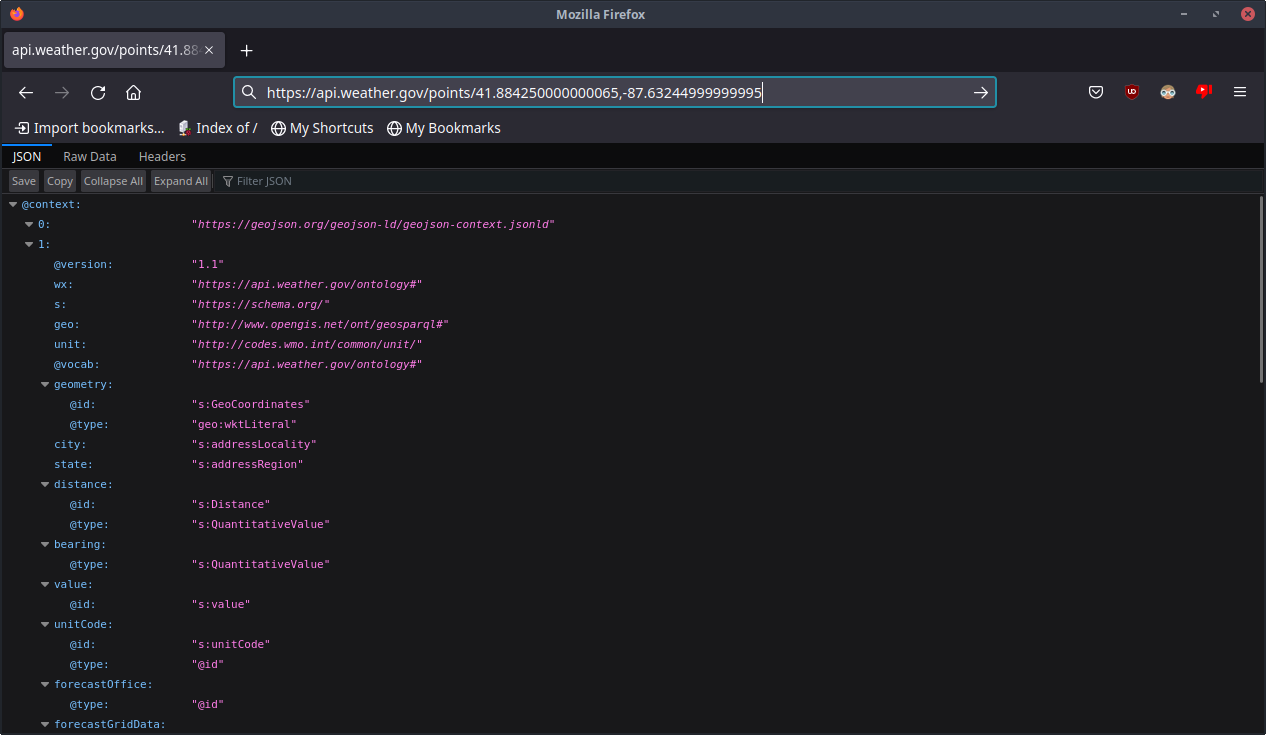 Mozilla Firefox
api.weather.gov/points/41.88
https://api.weather.gov/points/41.884250000000065,-87.63244999999995
Import bookmarks... Index of / My Shortcuts My Bookmarks
JSON Raw Data Headers
Save Copy Collapse All Expand All Filter JSON
@context:
0: "https://geojson.org/geojson-ld/geojson-context.jsonld"
1:
@version: "1.1"
wx: "https://api.weather.gov/ontology#"
s: "https://schema.org/"
geo: "http://www.opengis.net/ont/geosparql#"
unit: "http://codes.wmo.int/common/unit/"
@vocab: "https://api.weather.gov/ontology#"
geometry:
@id: "s:GeoCoordinates"
@type: "geo:wktLiteral"
city: "s:addressLocality"
state: "s:addressRegion"
distance:
@id: "s:Distance"
@type: "s:QuantitativeValue"
bearing:
@type: "s:QuantitativeValue"
value:
@id: "s:value"
unitCode:
@id: "s:unitCode"
@type: "@id"
forecastOffice:
@type: "@id"
forecastGridData: